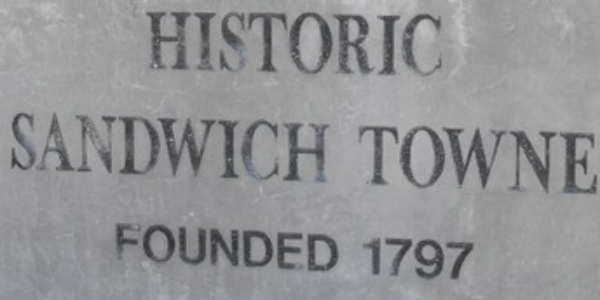 HISTORIC
SANDWICH TOWNE
FOUNDED 1797